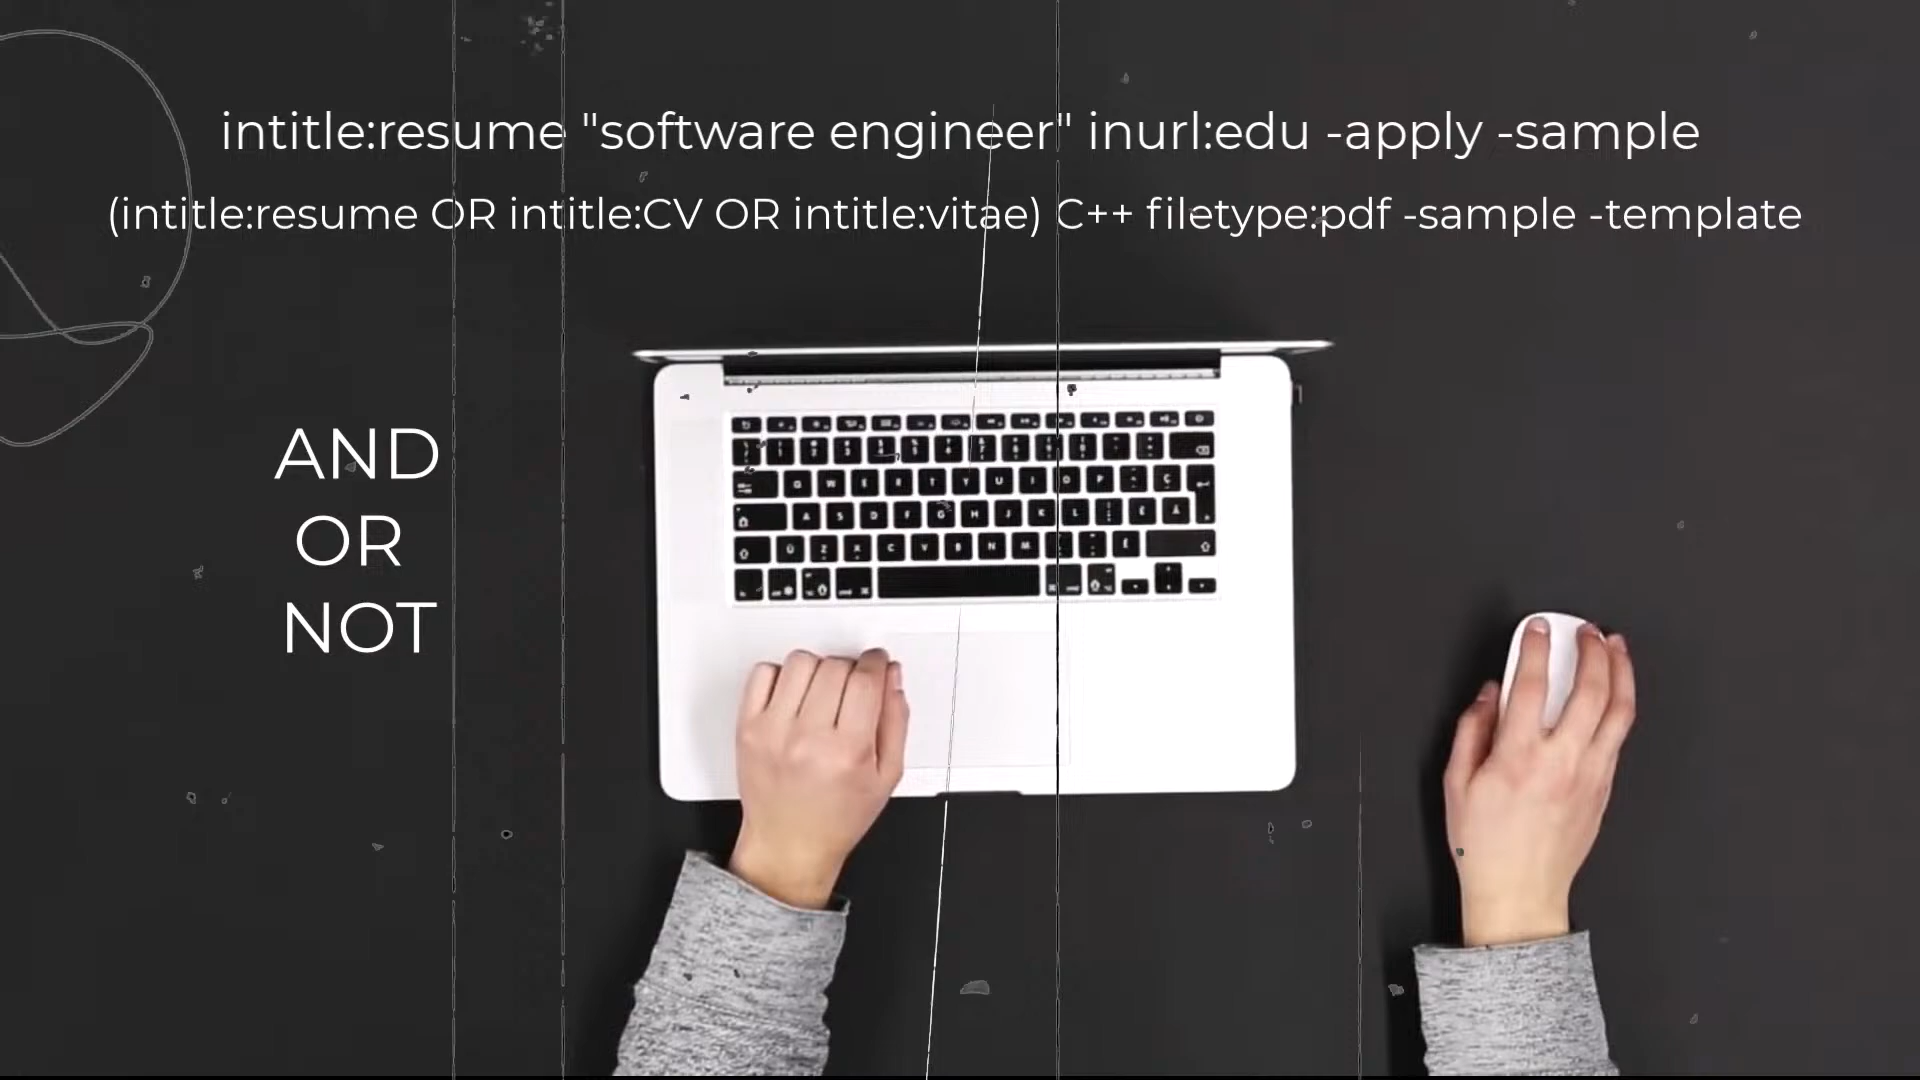 intitle:resume "software engineer" inurl:edu -apply -sample
(intitle:resume OR intitle:CV OR intitle:vitae) C++ filetype:pdf -sample -template
AND
OR
NOT